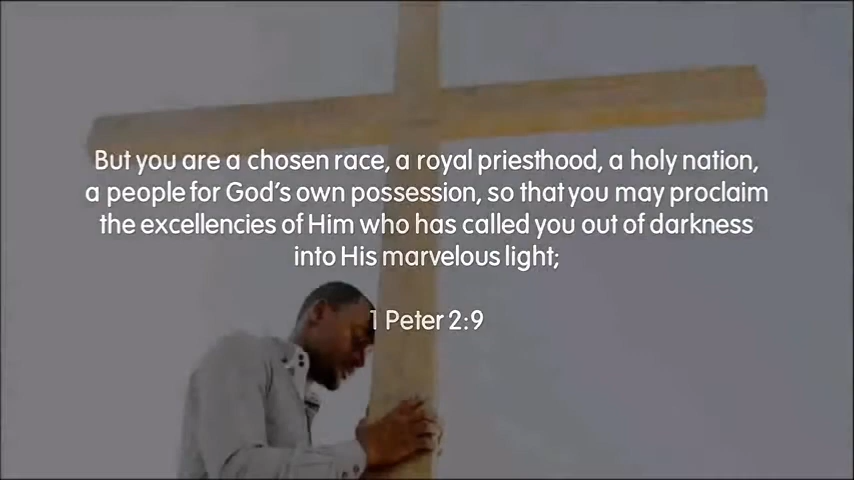 But you are a chosen race, a royal priesthood, a holy nation,
a people for God's own possession, so that you may proclaim
the excellencies of Him who has called you out of darkness
into His marvelous light;
1 Peter 2:9